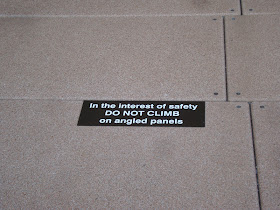 In the interest of safety
DO NOT CLIMB
on angled panels